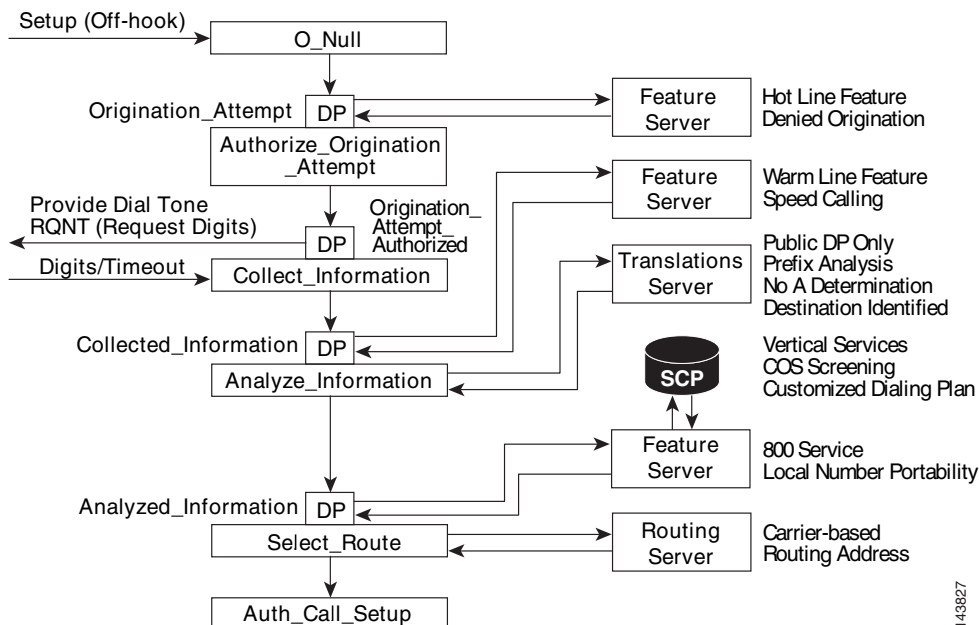 Setup (Off-hook)
O_Null
Origination_Attempt
DP
Feature
Server
Hot Line Feature
Denied Origination
Authorize_Origination
_Attempt
Provide Dial Tone
RQNT (Request Digits)
DP
Origination_
Attempt_
Authorized
Feature
Server
Warm Line Feature
Speed Calling
Digits/Timeout
Collect_Information
Translations
Server
Public DP Only
Prefix Analysis
No A Determination
Destination Identified
Collected_Information
DP
Analyze_Information
SCP
Vertical Services
COS Screening
Customized Dialing Plan
Feature
Server
800 Service
Local Number Portability
Analyzed_Information
DP
Select_Route
Routing
Server
Carrier-based
Routing Address
Auth_Call_Setup
143827